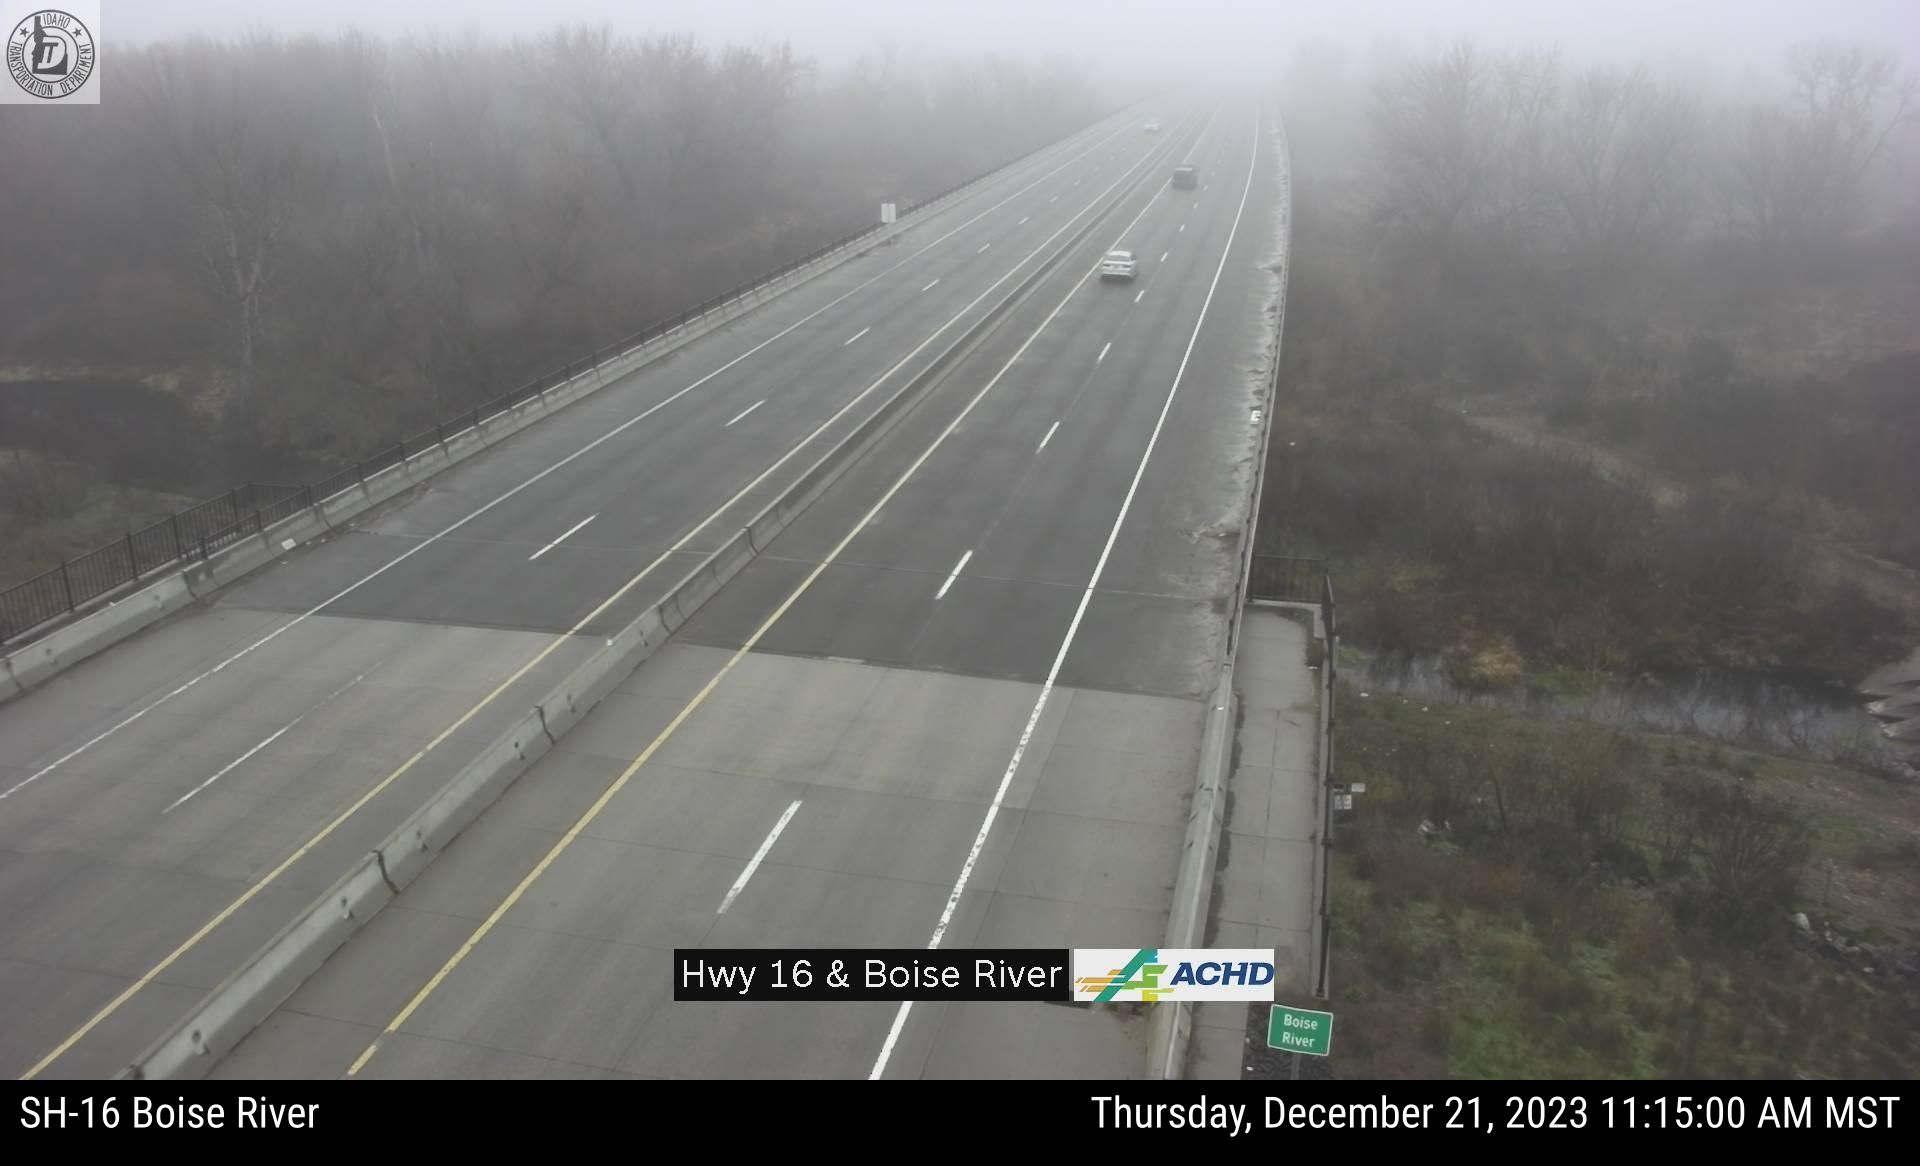 IDAHO
TRANSPORTATION DEPARTMENT
Hwy 16 & Boise River
ACHD
Boise
River
SH-16 Boise River
Thursday, December 21, 2023 11:15:00 AM MST